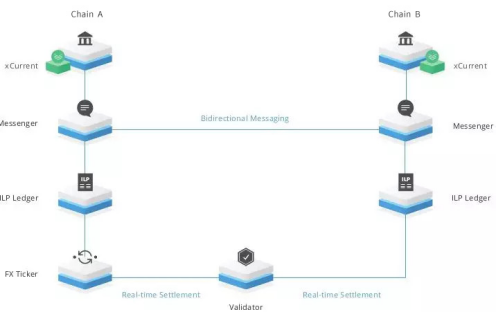 Chain A
Chain B
xCurrent
xCurrent
Messenger
Bidirectional Messaging
Messenger
ILP
ILP
ILP Ledger
ILP Ledger
FX Ticker
Real-time Settlement
Real-time Settlement
Validator